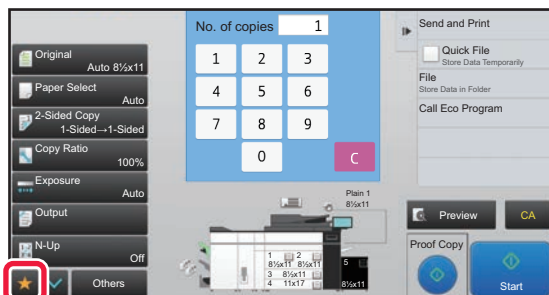 Original
Auto 8½x11
Paper Select
Auto
2-Sided Copy
1-Sided→1-Sided
Copy Ratio
100%
Exposure
Auto
Output
N-Up
Off
Others
No. of copies 1
1 2 3
4 5 6
7 8 9
0 C
Plain 1
8½x11
1 2
8½x11 8½x11
3 8½x11
4 11x17
5
8½x11
Send and Print
Quick File
Store Data Temporarily
File
Store Data in Folder
Call Eco Program
Preview
CA
Proof Copy
Start